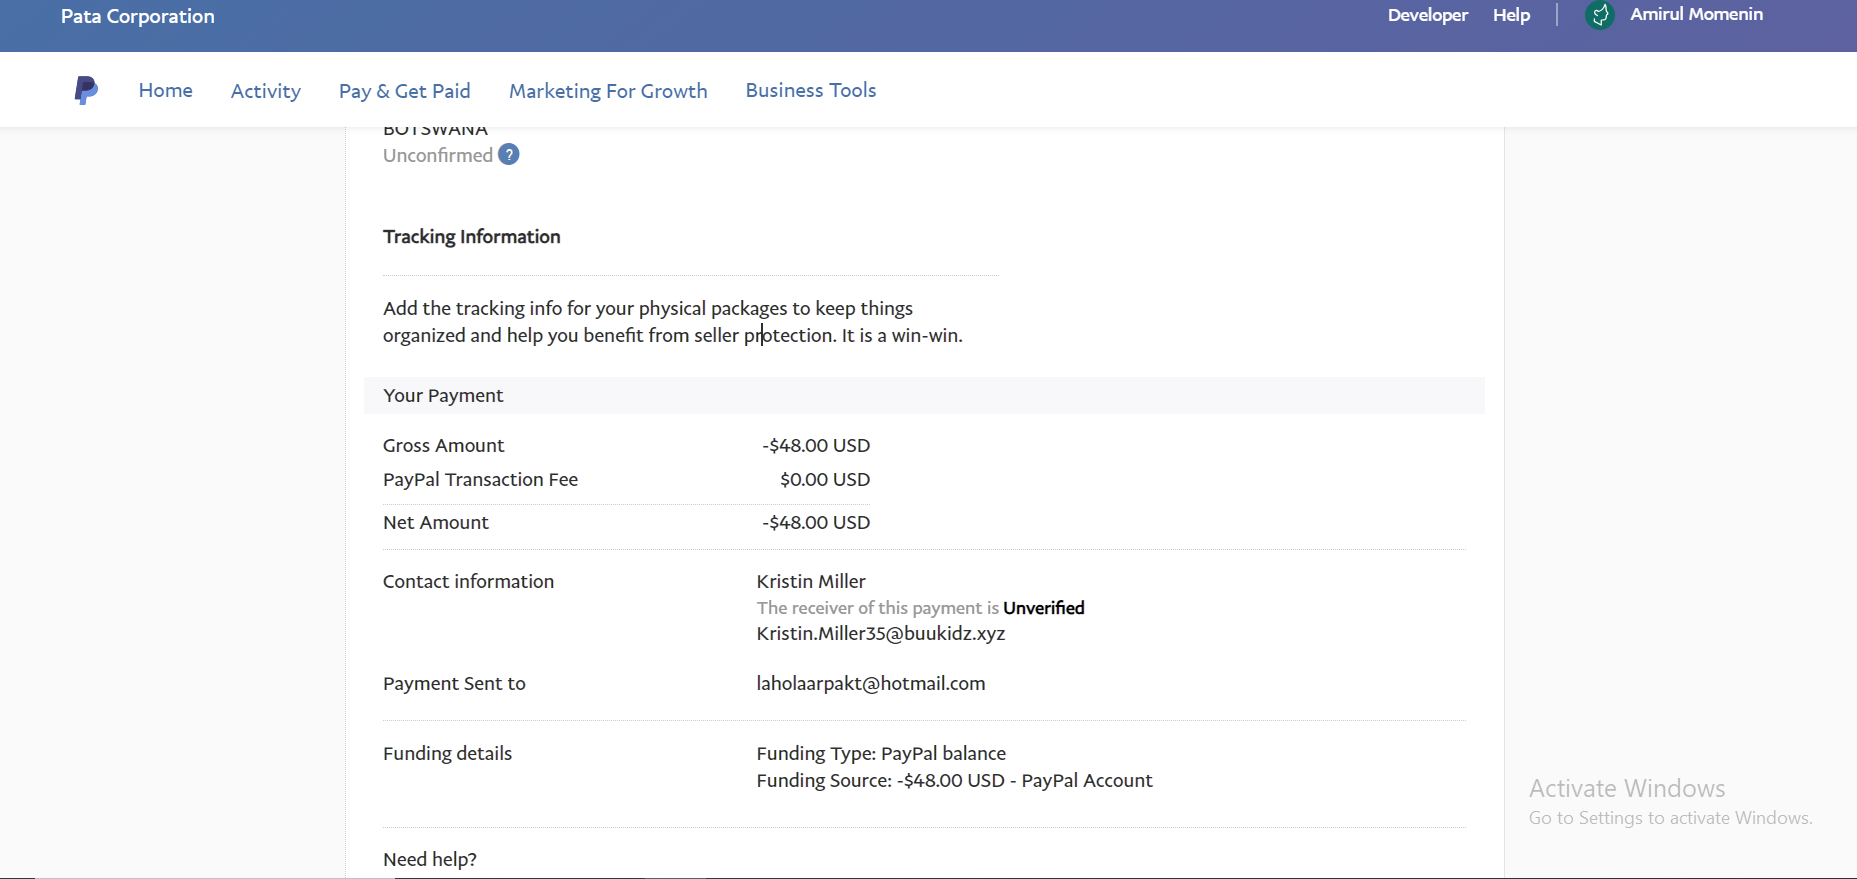 Pata Corporation
Developer Help Amirul Momenin
Home Activity Pay & Get Paid Marketing For Growth Business Tools
BOTSWANA
Unconfirmed ?
Tracking Information
Add the tracking info for your physical packages to keep things
organized and help you benefit from seller protection. It is a win-win.
Your Payment
Gross Amount -$48.00 USD
PayPal Transaction Fee $0.00 USD
Net Amount -$48.00 USD
Contact information Kristin Miller
The receiver of this payment is Unverified
Kristin.Miller35@buukidz.xyz
Payment Sent to laholaarpakt@hotmail.com
Funding details Funding Type: PayPal balance
Funding Source: -$48.00 USD - PayPal Account
Need help?
Activate Windows
Go to Settings to activate Windows.